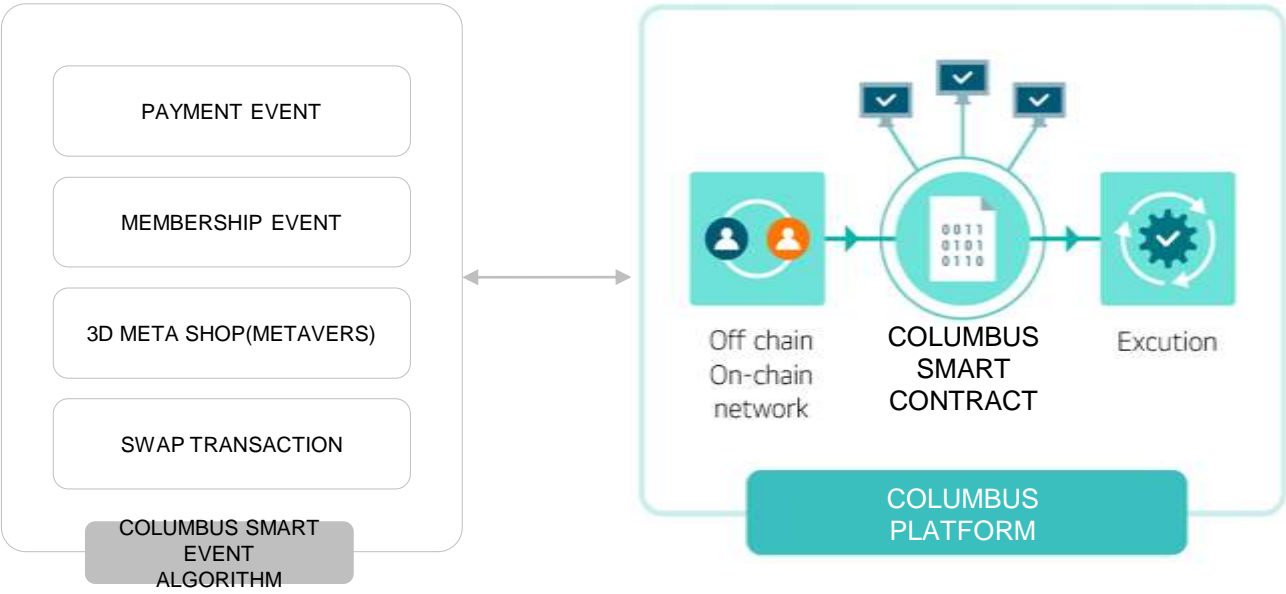 PAYMENT EVENT
MEMBERSHIP EVENT
3D META SHOP(METAVERS)
SWAP TRANSACTION
COLUMBUS SMART
EVENT
ALGORITHM
0011
0101
0110
Off chain
On-chain
network
COLUMBUS
SMART
CONTRACT
Excution
COLUMBUS
PLATFORM